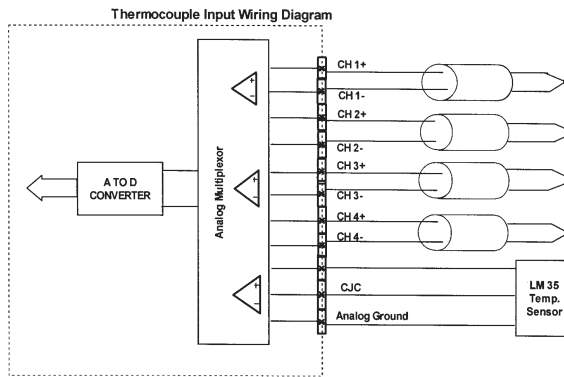 Thermocouple Input Wiring Diagram
CH 1+
CH 1-
CH 2+
CH 2-
CH 3+
CH 3-
CH 4+
CH 4-
CJC
Analog Ground
A TO D
CONVERTER
Analog Multiplexor
+
-
+
-
+
-
LM 35
Temp.
Sensor